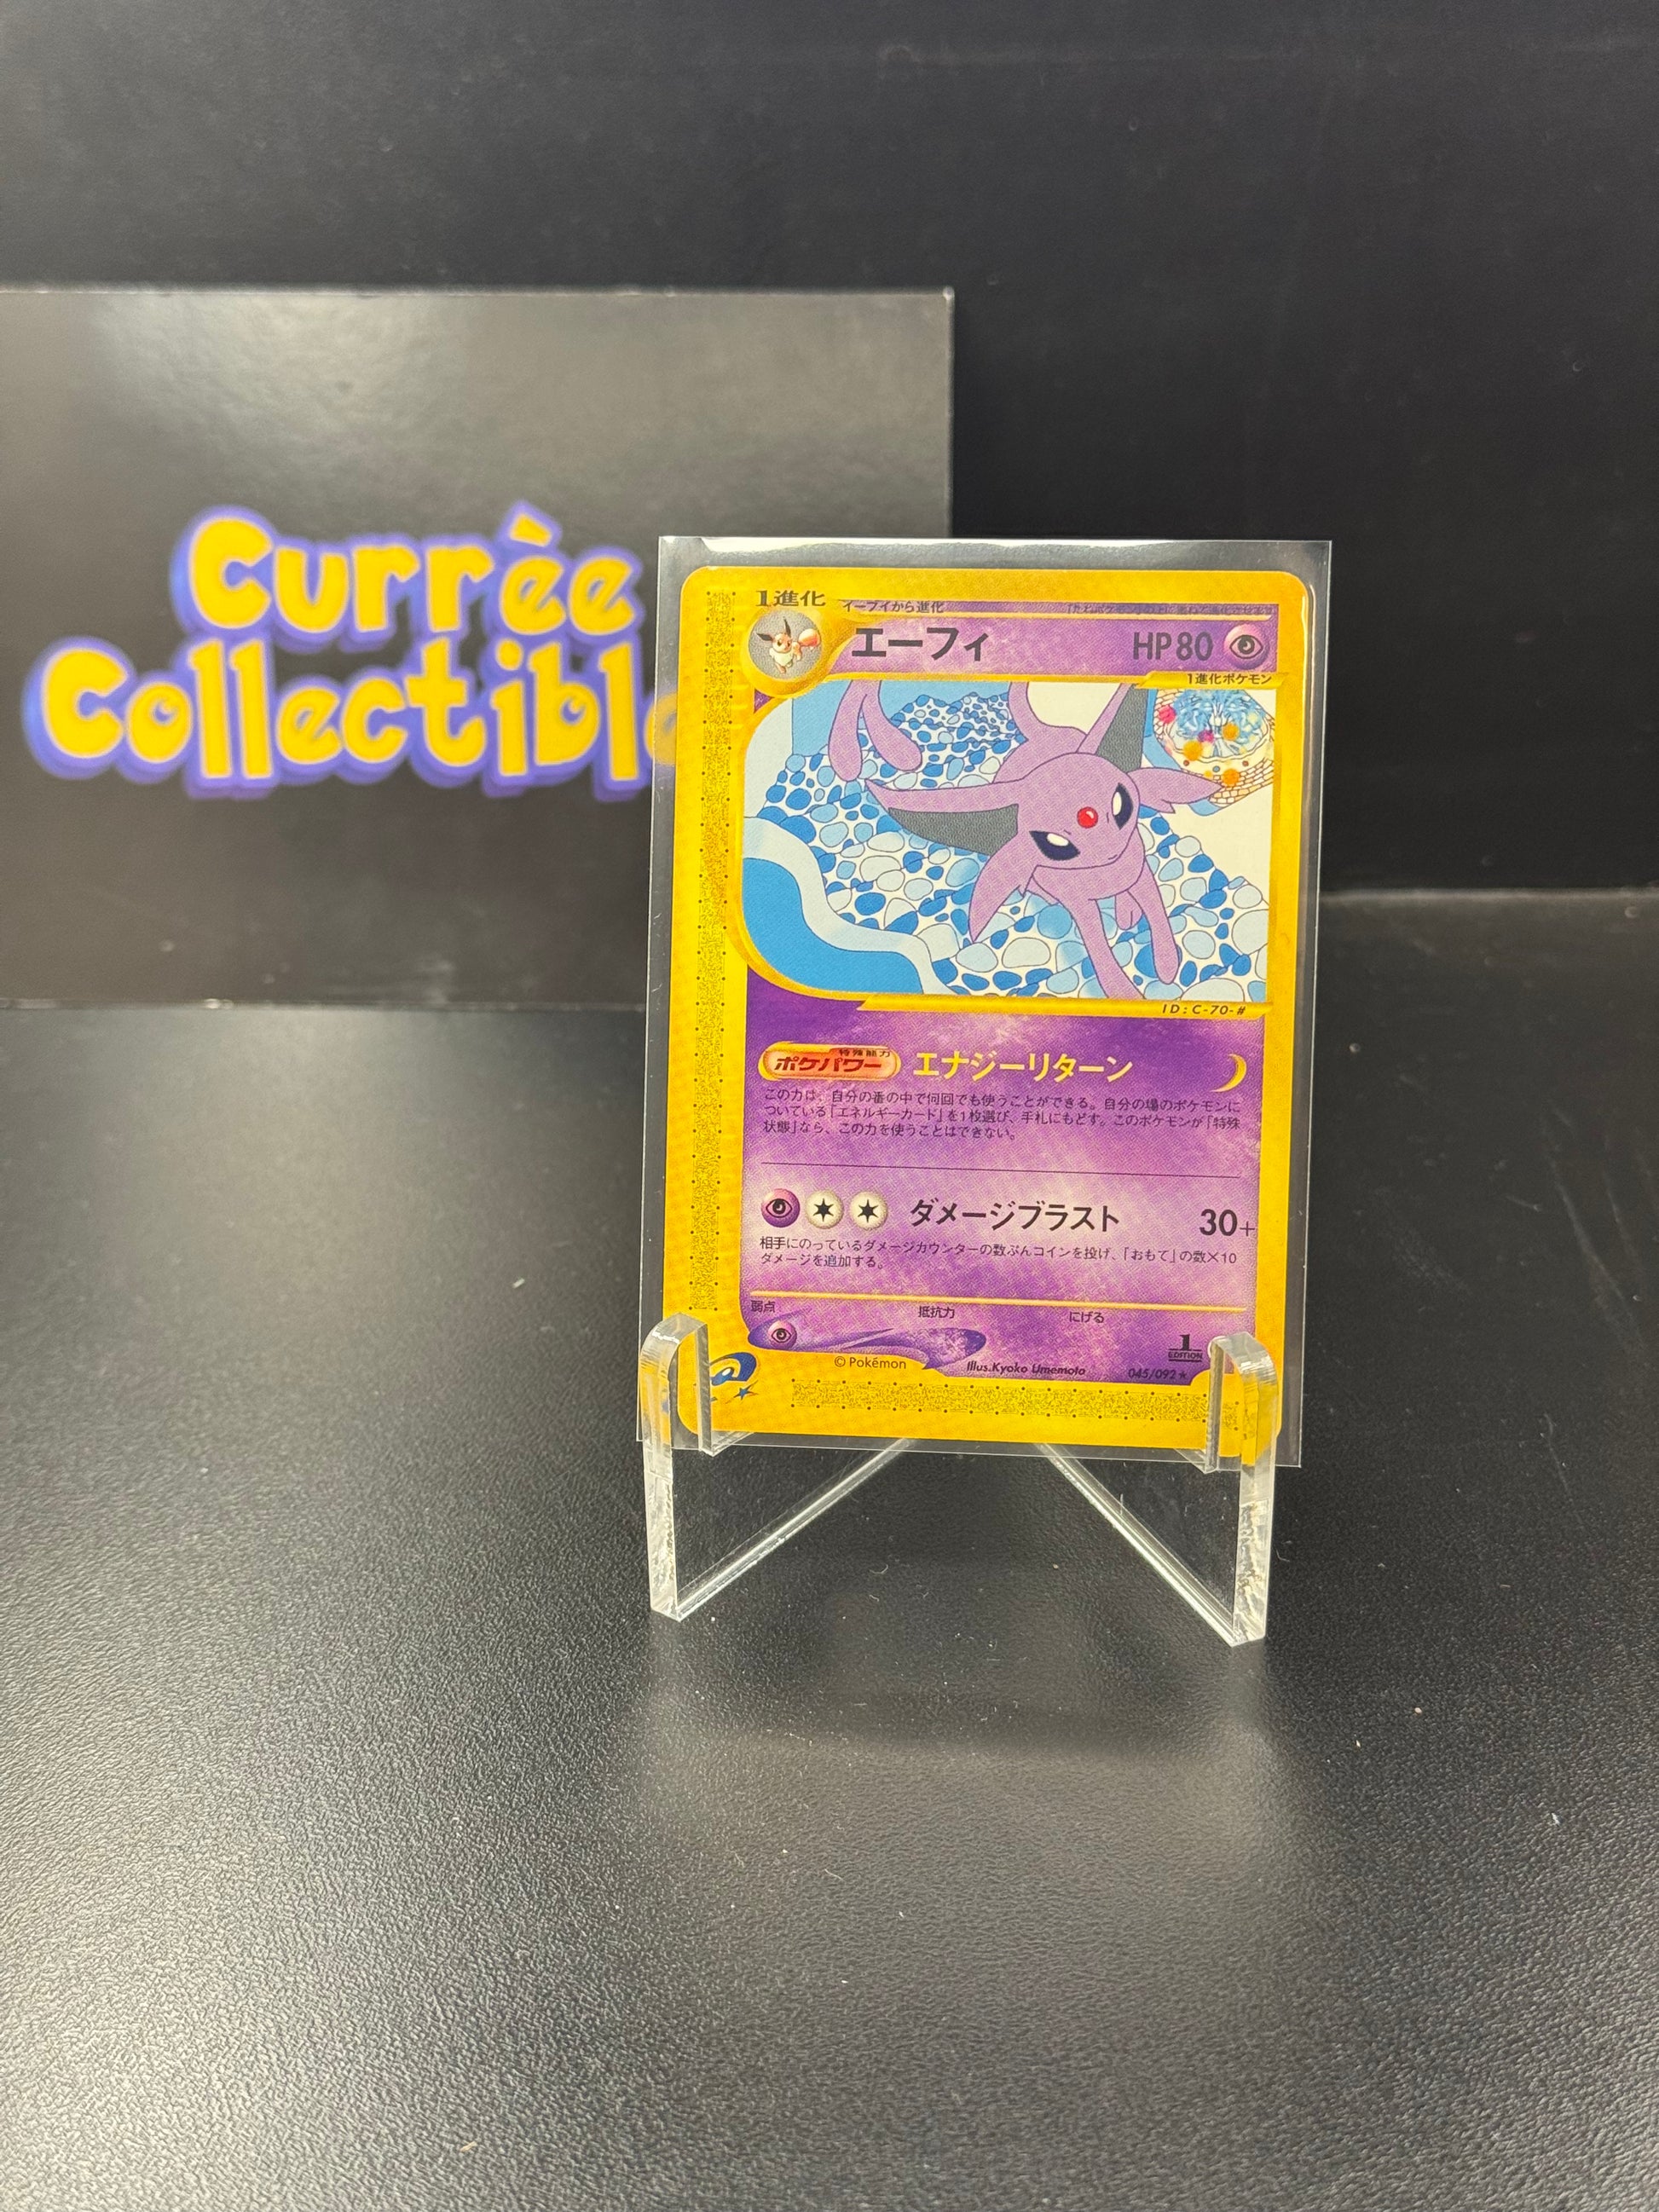 Currèe
Collectibl
1進化
イーブイから進化
エーフィ
HP80
1進化ポケモン
ID:C-70-#
特殊能力
ポケパワー
エナジーリターン
この力は、自分の番の中で何回でも使うことができる。自分の場のポケモンに
ついている「エネルギーカード」を1枚選び、手札にもどす。このポケモンが「特殊
状態」なら、この力を使うことはできない。
ダメージブラスト
30+
相手にのっているダメージカウンターの数ぶんコインを投げ、「おもて」の数×10
ダメージを追加する。
弱点
抵抗力
にげる
1
EDITION
©Pokémon
Illus.Kyoko Umemoto
045/092★